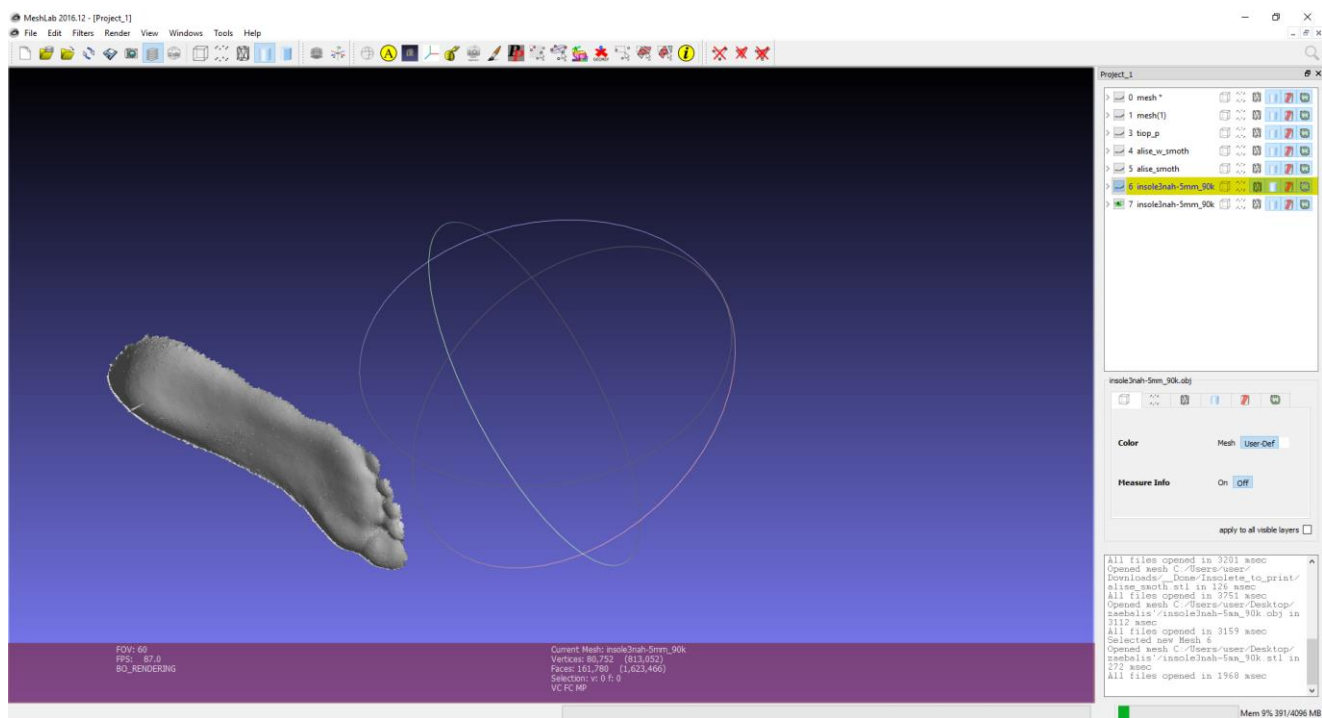 MeshLab 2016.12 - [Project_1]
File Edit Filters Render View Windows Tools Help
Project_1
0 mesh *
1 mesh(1)
3 tiop_p
4 alise_w_smoth
5 alise_smoth
6 insole3nah-5mm_90k
7 insole3nah-5mm_90k
insole3nah-5mm_90k.obj
Color Mesh User-Def
Measure Info On Off
apply to all visible layers
All files opened in 3201 msec
Opened mesh C:/Users/user/
Downloads/__Done/Insolete_to_print/
alise_smoth.stl in 126 msec
All files opened in 3751 msec
Opened mesh C:/Users/user/Desktop/
zaebalis'/insole3nah-5mm_90k.obj in
3112 msec
All files opened in 3159 msec
Selected new Mesh 6
Opened mesh C:/Users/user/Desktop/
zaebalis'/insole3nah-5mm_90k.stl in
272 msec
All files opened in 1968 msec
FOV: 60
FPS: 87.0
BO_RENDERING
Current Mesh: insole3nah-5mm_90k
Vertices: 80,752 (813,052)
Faces: 161,780 (1,623,466)
Selection: v: 0 f: 0
VC FC MP
Mem 9% 391/4096 MB